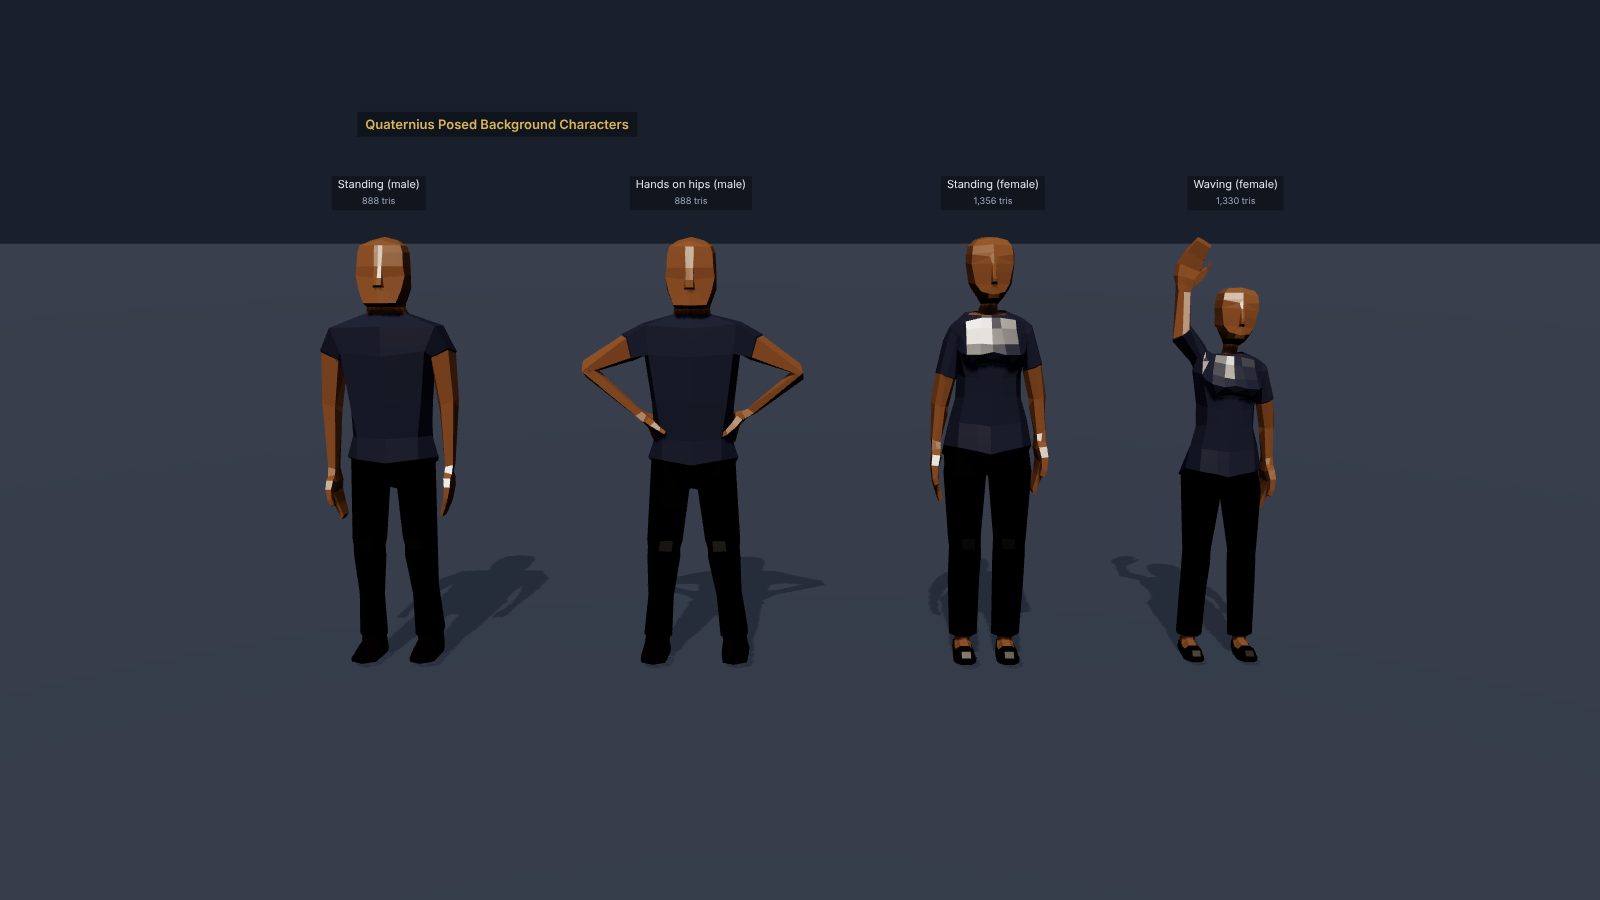 Quaternius Posed Background Characters
Standing (male)
888 tris
Hands on hips (male)
888 tris
Standing (female)
1,356 tris
Waving (female)
1,330 tris